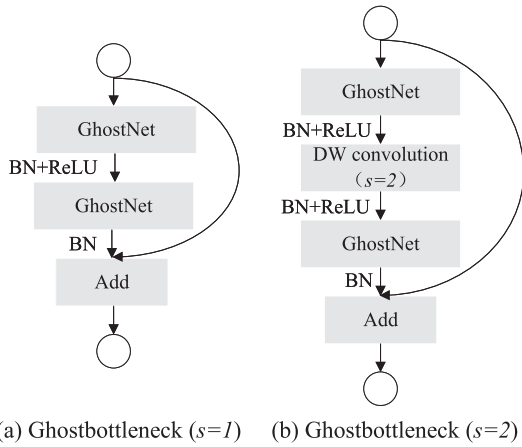 GhostNet
BN+ReLU
GhostNet
BN
Add
(a) Ghostbottleneck (s=1)
GhostNet
BN+ReLU
DW convolution
(s=2)
BN+ReLU
GhostNet
BN
Add
(b) Ghostbottleneck (s=2)